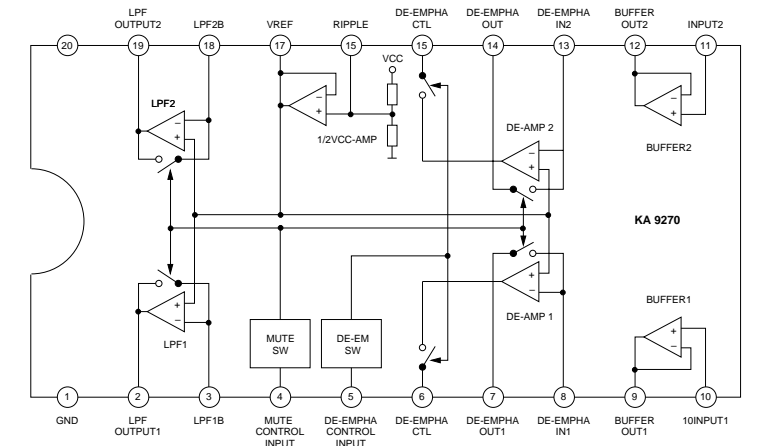 LPF
OUTPUT2
LPF2B
VREF
RIPPLE
DE-EMPHA
CTL
DE-EMPHA
OUT
DE-EMPHA
IN2
BUFFER
OUT2
INPUT2
20
19
18
17
15
15
14
13
12
11
VCC
LPF2
−
+
−
+
1/2VCC-AMP
DE-AMP 2
−
+
−
+
BUFFER2
KA 9270
+
−
LPF1
MUTE
SW
DE-EM
SW
+
−
DE-AMP 1
BUFFER1
+
−
1
2
3
4
5
6
7
8
9
10
GND
LPF
OUTPUT1
LPF1B
MUTE
CONTROL
INPUT
DE-EMPHA
CONTROL
INPUT
DE-EMPHA
CTL
DE-EMPHA
OUT1
DE-EMPHA
IN1
BUFFER
OUT1
10INPUT1